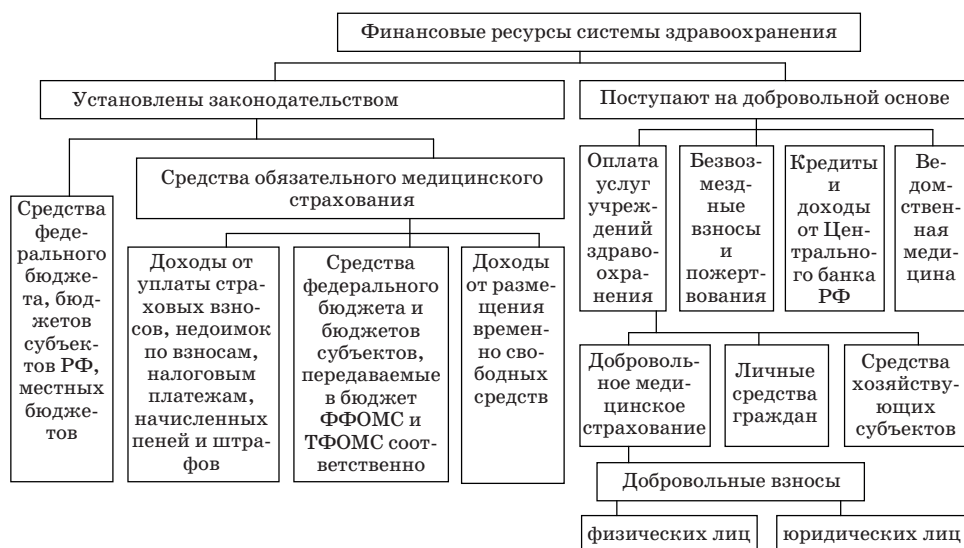 Финансовые ресурсы системы здравоохранения
Установлены законодательством
Поступают на добровольной основе
Средства
фе-
дерального
бюдже-
та, бюд-
жетов
субъек-
тов РФ,
местных
бюдже-
тов
Средства обязательного медицинского
страхования
Доходы от
уплаты стра-
ховых взно-
сов, недоимок
по взносам,
налоговым
платежам,
начисленных
пеней и штра-
фов
Средства
федерального
бюджета и
бюджетов
субъектов,
передаваемые
в бюджет
ФФОМС и
ТФОМС соот-
ветственно
Доходы
от разме-
щения
времен-
но сво-
бодных
средств
Оплата
услуг
учреж-
дений
здраво-
охра-
нения
Безвоз-
мезд-
ные
взносы
и
пожерт-
вования
Кредиты
и
доходы
от Цен-
трально-
го банка
РФ
Ве-
дом-
ствен-
ная
меди-
цина
Доброволь-
ное меди-
цинское
страхование
Личные
средства
граждан
Средства
хозяйству-
ющих
субъектов
Добровольные взносы
физических лиц
юридических лиц